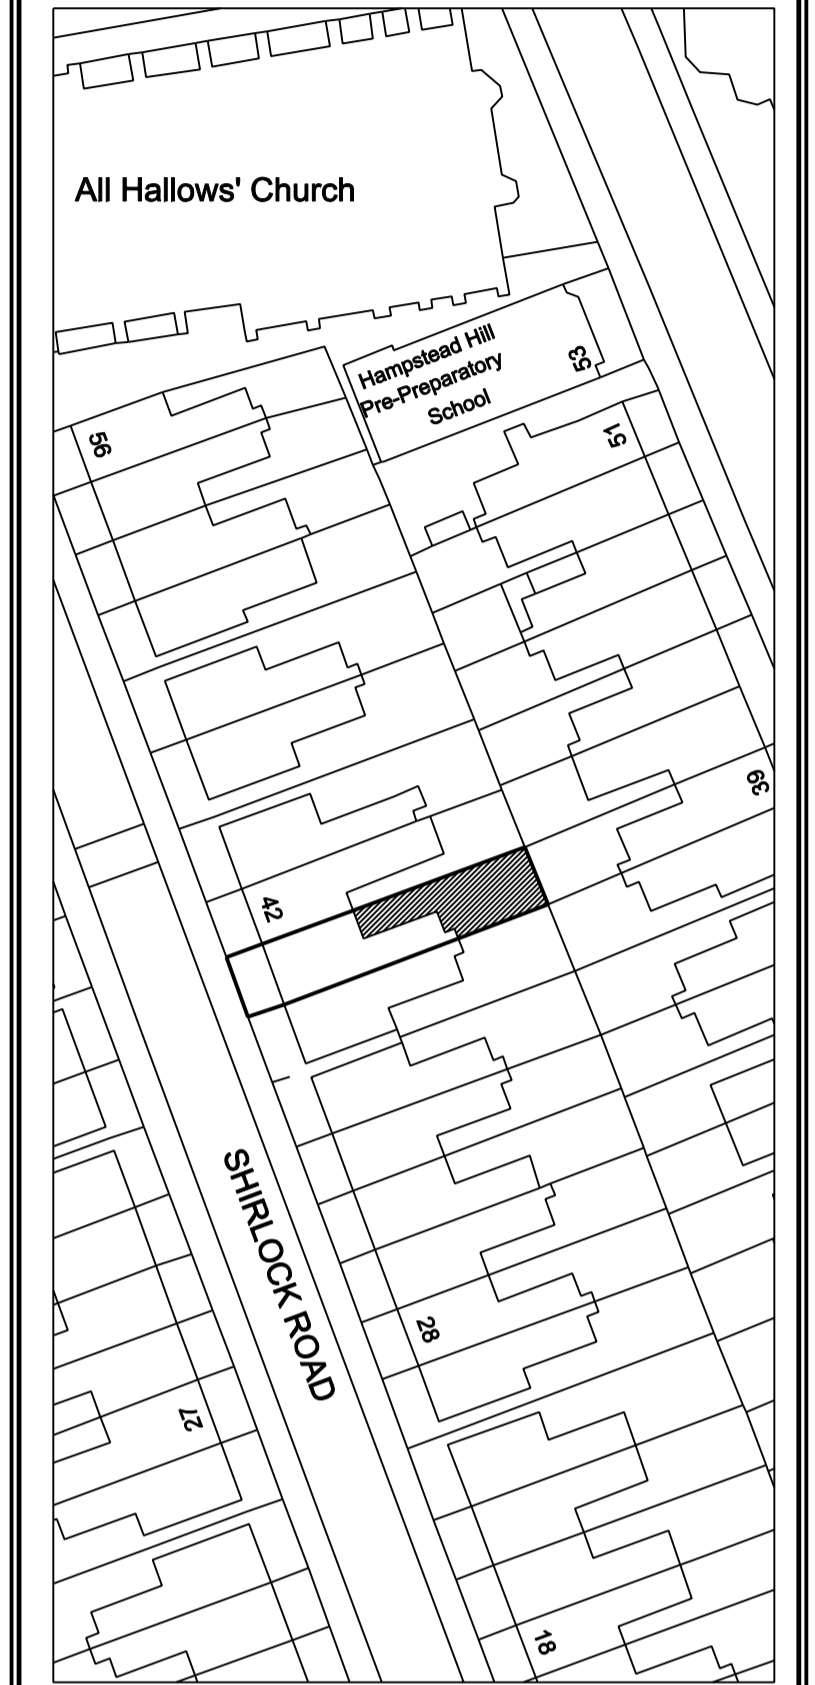 All Hallows' Church
Hampstead Hill
Pre-Preparatory
School
53
51
56
39
42
SHIRLOCK ROAD
28
27
18